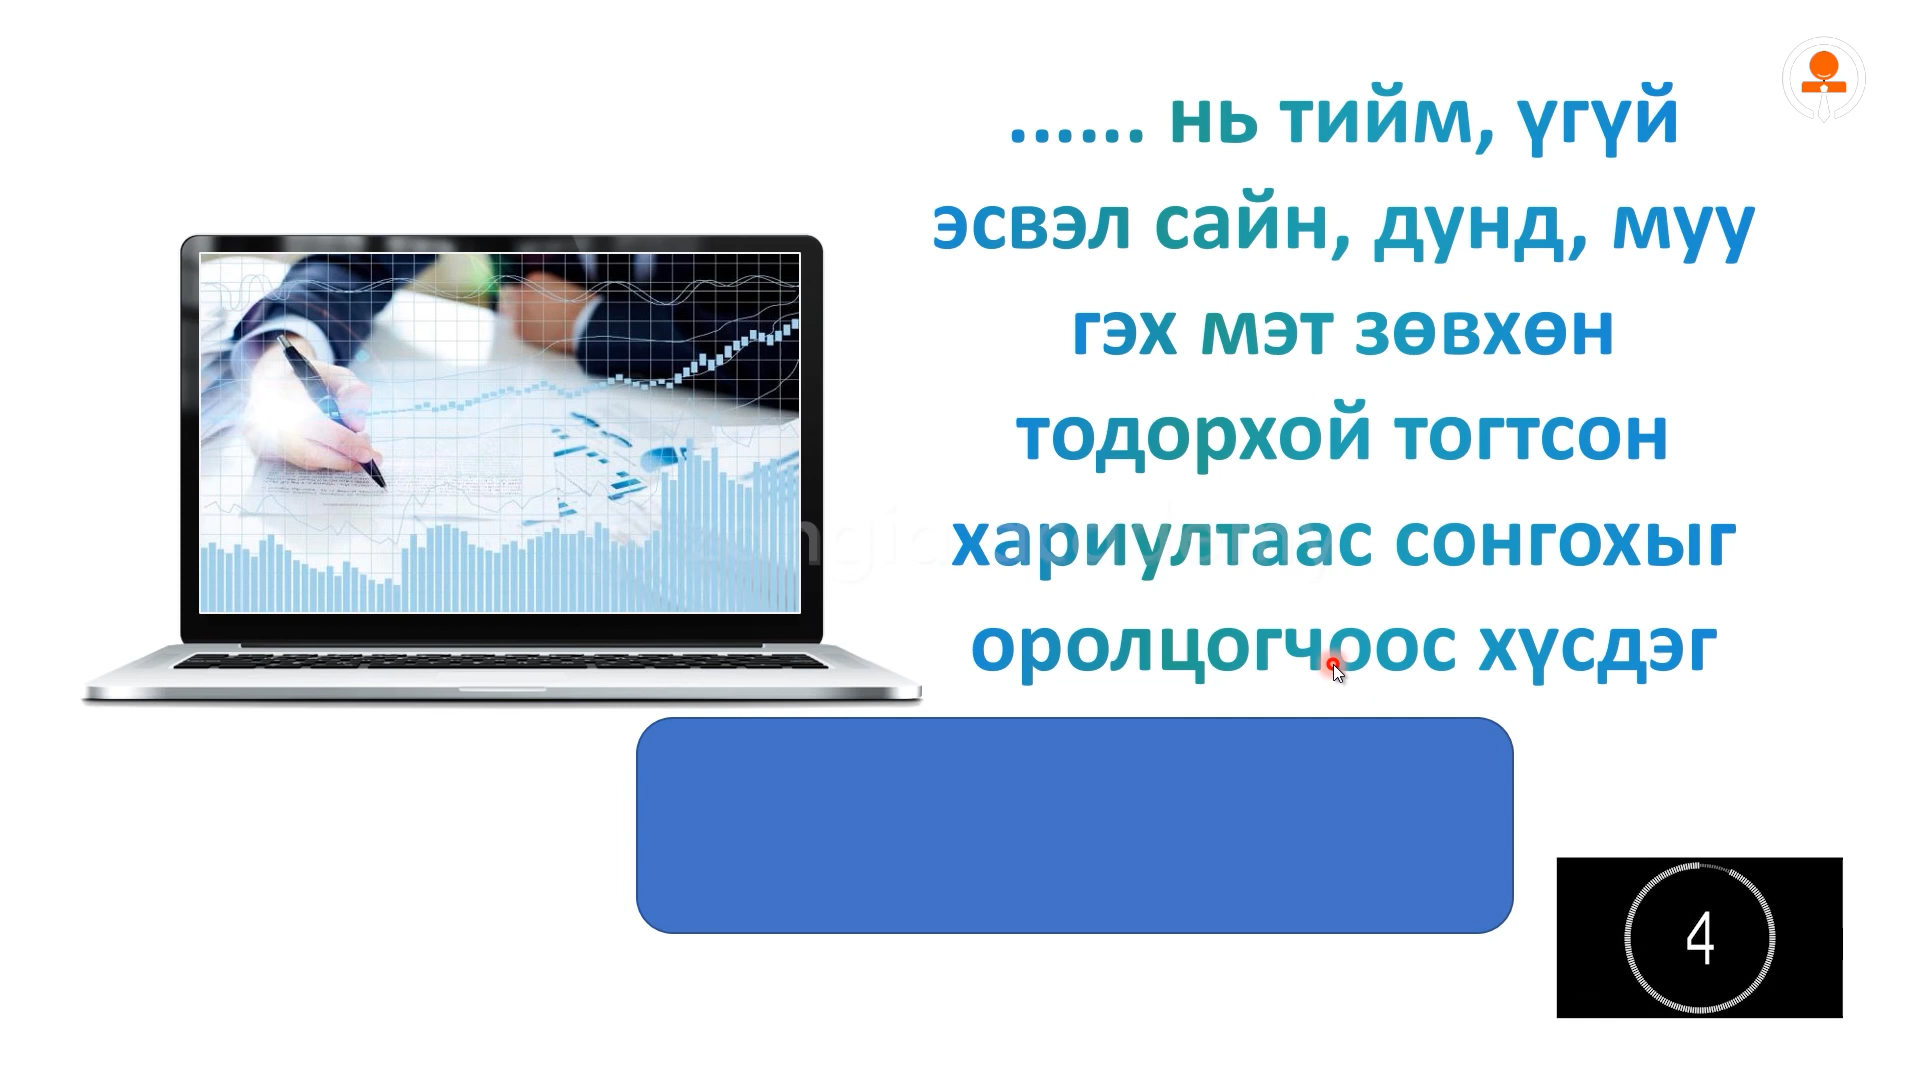 ...... нь тийм, үгүй
эсвэл сайн, дунд, муу
гэх мэт зөвхөн
тодорхой тогтсон
хариултаас сонгохыг
оролцогчоос хүсдэг
4